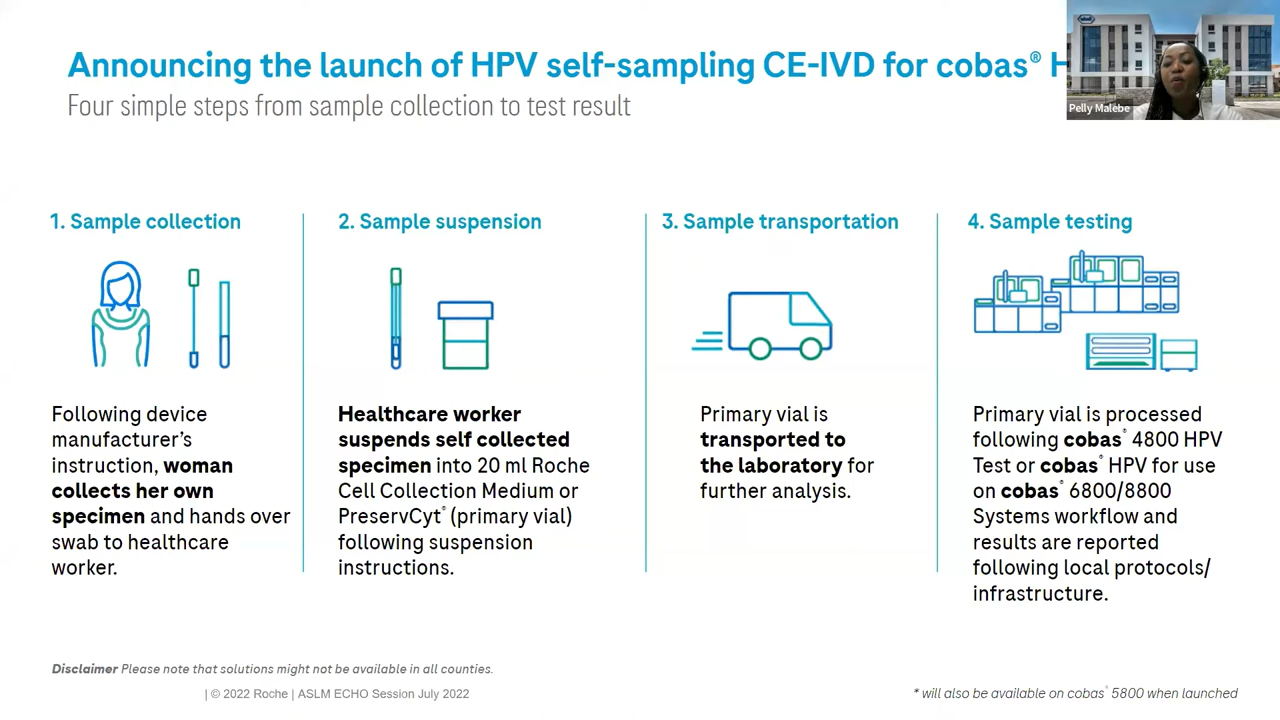 Announcing the launch of HPV self-sampling CE-IVD for cobas®
Four simple steps from sample collection to test result
Pelly Malebe
1. Sample collection
Following device
manufacturer's
instruction, woman
collects her own
specimen and hands over
swab to healthcare
worker.
2. Sample suspension
Healthcare worker
suspends self collected
specimen into 20 ml Roche
Cell Collection Medium or
PreservCyt® (primary vial)
following suspension
instructions.
3. Sample transportation
Primary vial is
transported to
the laboratory for
further analysis.
4. Sample testing
Primary vial is processed
following cobas® 4800 HPV
Test or cobas® HPV for use
on cobas® 6800/8800
Systems workflow and
results are reported
following local protocols/
infrastructure.
Disclaimer Please note that solutions might not be available in all counties.
| © 2022 Roche | ASLM ECHO Session July 2022
* will also be available on cobas® 5800 when launched